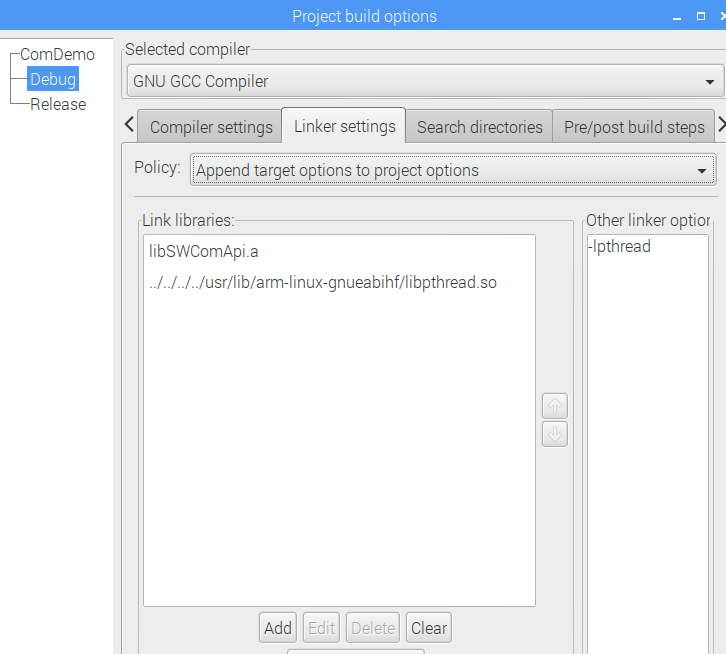 Project build options
ComDemo
Debug
Release
Selected compiler
GNU GCC Compiler
Compiler settings
Linker settings
Search directories
Pre/post build steps
Policy:
Append target options to project options
Link libraries:
libSWComApi.a
../../../../usr/lib/arm-linux-gnueabihf/libpthread.so
Other linker option
-lpthread
Add
Edit
Delete
Clear